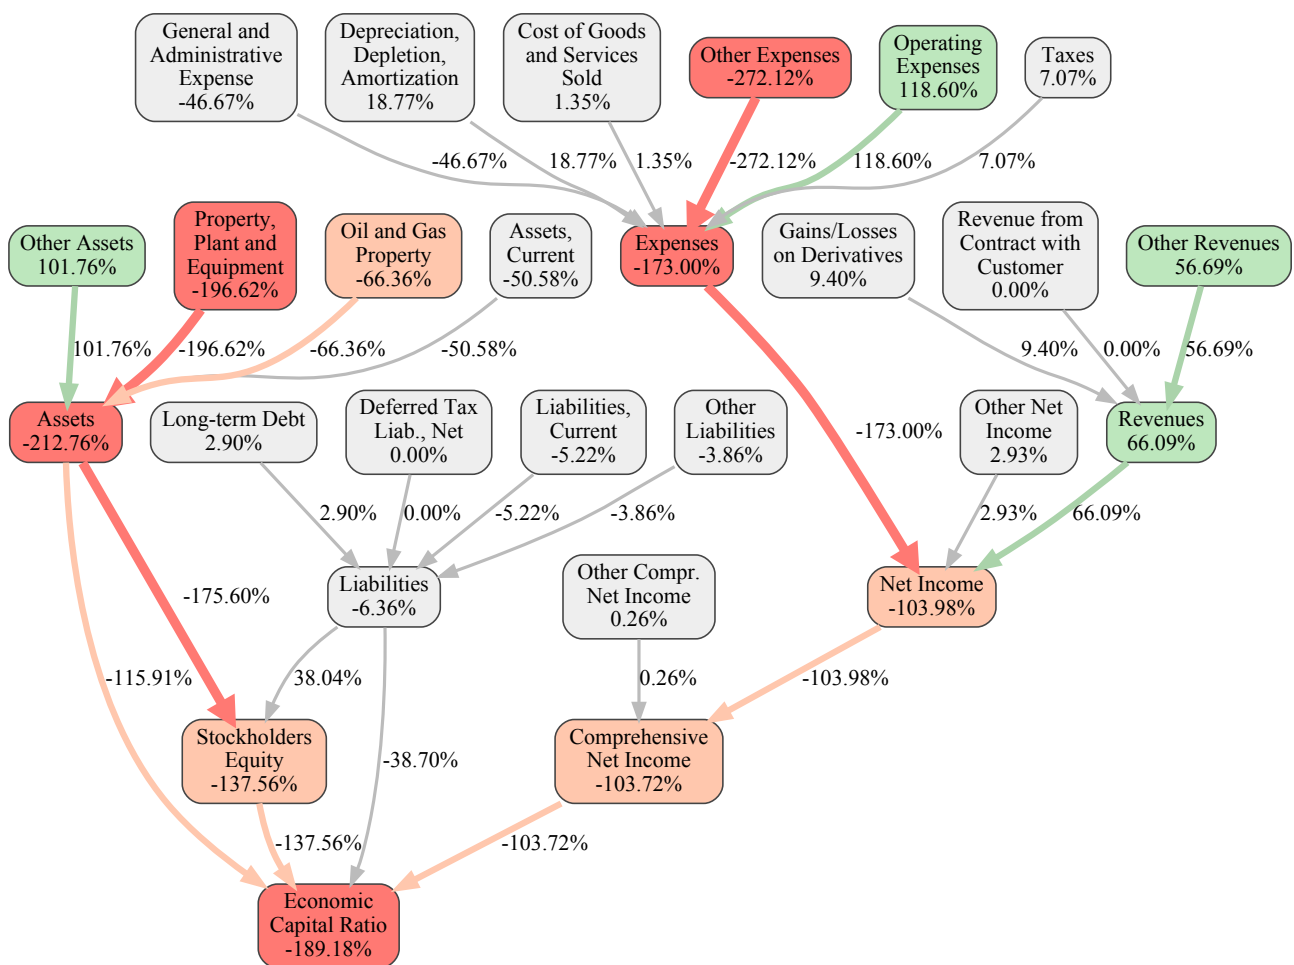 General and
Administrative
Expense
-46.67%
Depreciation,
Depletion,
Amortization
18.77%
Cost of Goods
and Services
Sold
1.35%
Other Expenses
-272.12%
Operating
Expenses
118.60%
Taxes
7.07%
-46.67%
18.77%
1.35%
-272.12%
118.60%
7.07%
Other Assets
101.76%
Property,
Plant and
Equipment
-196.62%
Oil and Gas
Property
-66.36%
Assets,
Current
-50.58%
Expenses
-173.00%
Gains/Losses
on Derivatives
9.40%
Revenue from
Contract with
Customer
0.00%
Other Revenues
56.69%
101.76%
-196.62%
-66.36%
-50.58%
9.40%
0.00%
56.69%
Assets
-212.76%
Long-term Debt
2.90%
Deferred Tax
Liab., Net
0.00%
Liabilities,
Current
-5.22%
Other
Liabilities
-3.86%
-173.00%
Other Net
Income
2.93%
Revenues
66.09%
2.90%
0.00%
-5.22%
-3.86%
2.93%
66.09%
-175.60%
Liabilities
-6.36%
Other Compr.
Net Income
0.26%
Net Income
-103.98%
-115.91%
38.04%
0.26%
-103.98%
Stockholders
Equity
-137.56%
-38.70%
Comprehensive
Net Income
-103.72%
-137.56%
-103.72%
Economic
Capital Ratio
-189.18%